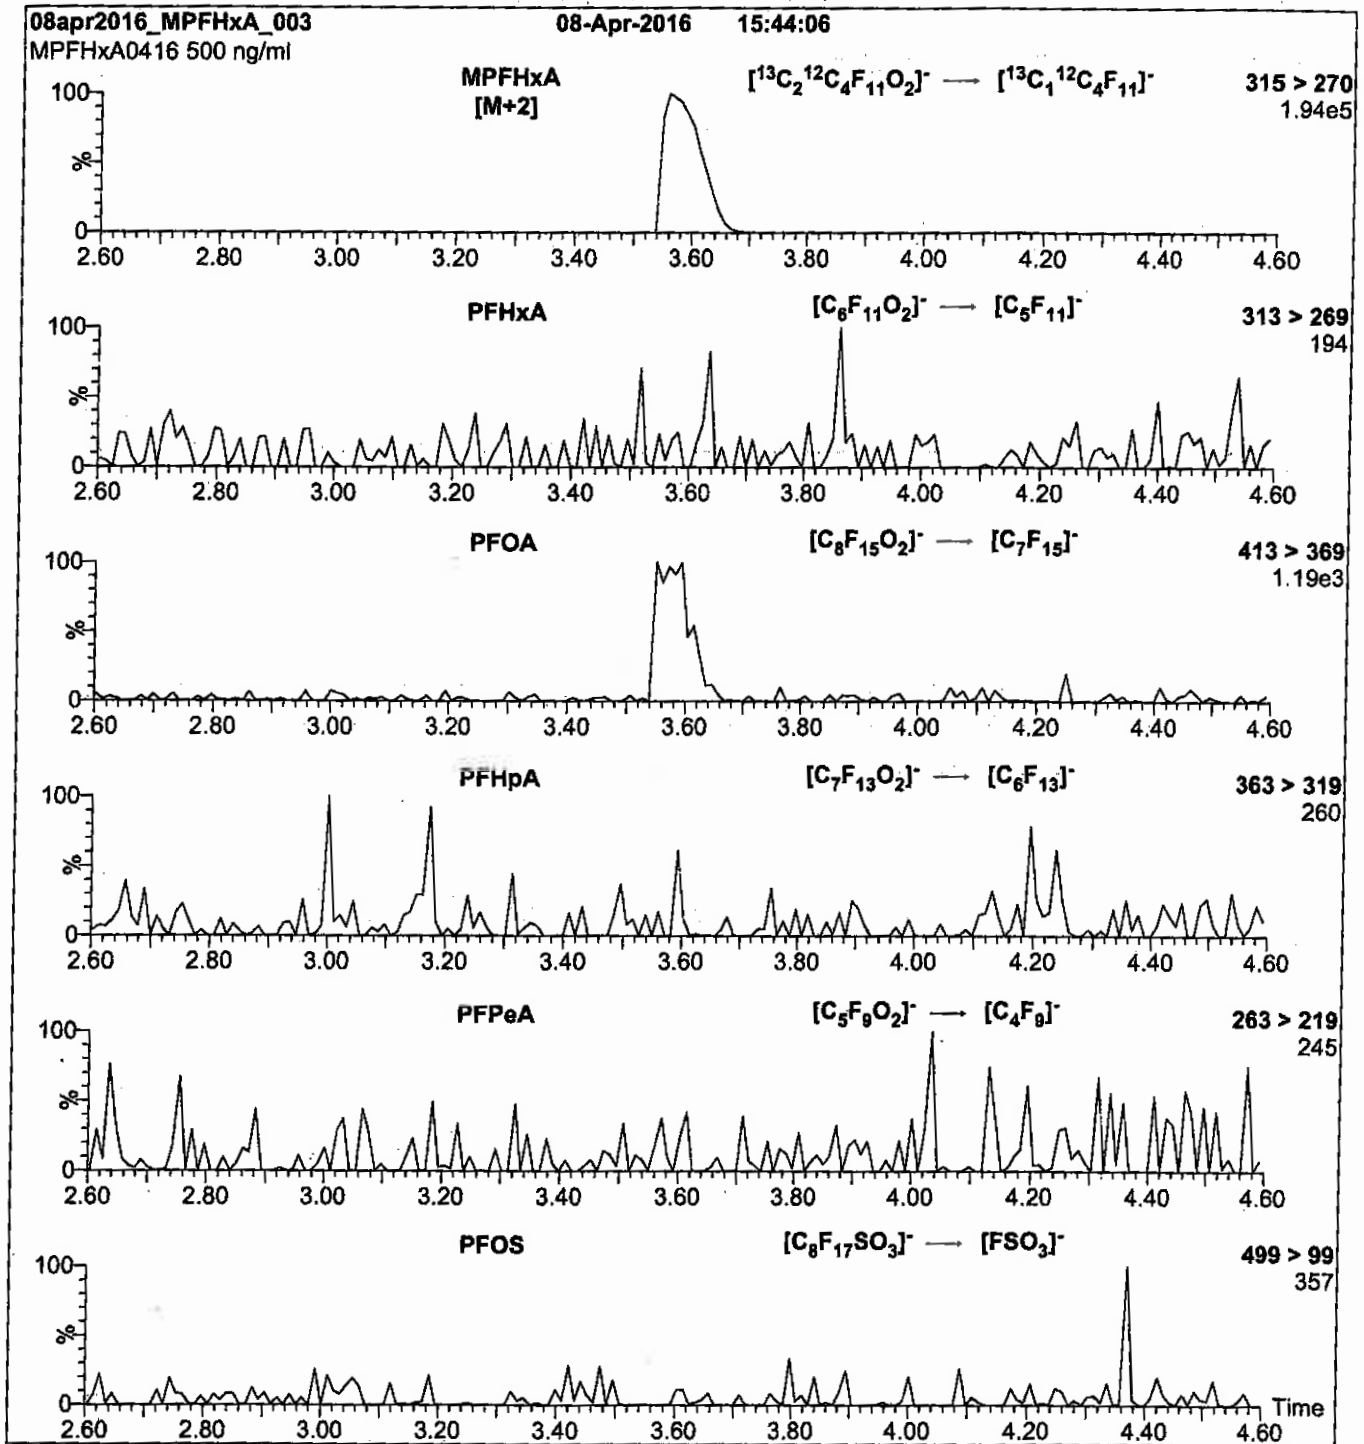 08apr2016_MPFHxA_003 08-Apr-2016 15:44:06
MPFHxA0416 500 ng/ml
MPFHxA [¹³C₂¹²C₄F₁₁O₂]⁻ → [¹³C₁¹²C₄F₁₁]⁻ 315 > 270
[M+2] 1.94e5
100
%
0
2.60 2.80 3.00 3.20 3.40 3.60 3.80 4.00 4.20 4.40 4.60
PFHxA [C₆F₁₁O₂]⁻ → [C₅F₁₁]⁻ 313 > 269
194
100
%
0
2.60 2.80 3.00 3.20 3.40 3.60 3.80 4.00 4.20 4.40 4.60
PFOA [C₈F₁₅O₂]⁻ → [C₇F₁₅]⁻ 413 > 369
1.19e3
100
%
0
2.60 2.80 3.00 3.20 3.40 3.60 3.80 4.00 4.20 4.40 4.60
PFHpA [C₇F₁₃O₂]⁻ → [C₆F₁₃]⁻ 363 > 319
260
100
%
0
2.60 2.80 3.00 3.20 3.40 3.60 3.80 4.00 4.20 4.40 4.60
PFPeA [C₅F₉O₂]⁻ → [C₄F₉]⁻ 263 > 219
245
100
%
0
2.60 2.80 3.00 3.20 3.40 3.60 3.80 4.00 4.20 4.40 4.60
PFOS [C₈F₁₇SO₃]⁻ → [FSO₃]⁻ 499 > 99
357
100
%
0
Time
2.60 2.80 3.00 3.20 3.40 3.60 3.80 4.00 4.20 4.40 4.60